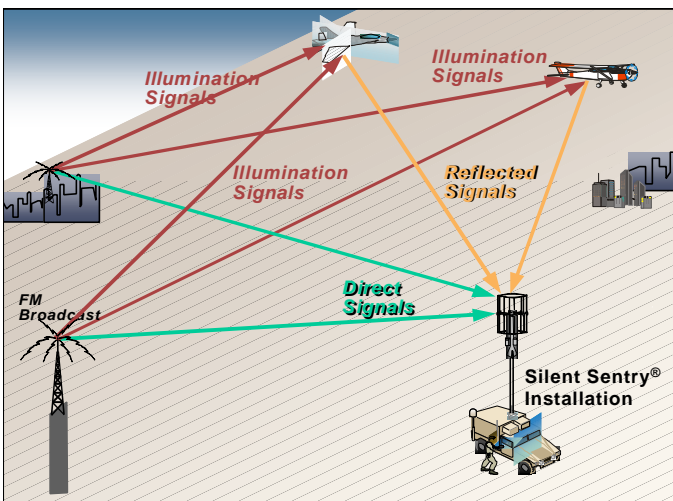 Illumination
Signals
Illumination
Signals
Illumination
Signals
Reflected
Signals
Direct
Signals
FM
Broadcast
Silent Sentry®
Installation